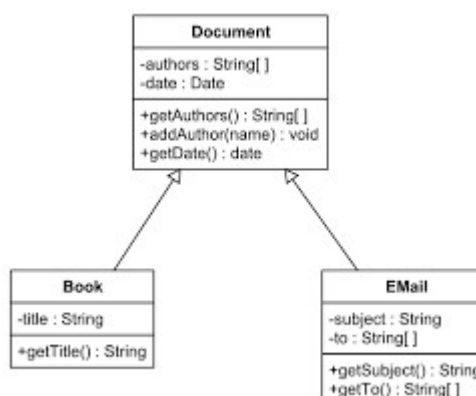 Document
-authors : String[ ]
-date : Date
+getAuthors() : String[ ]
+addAuthor(name) : void
+getDate() : date
Book
-title : String
+getTitle() : String
EMail
-subject : String
-to : String[ ]
+getSubject() : String
+getTo() : String[ ]